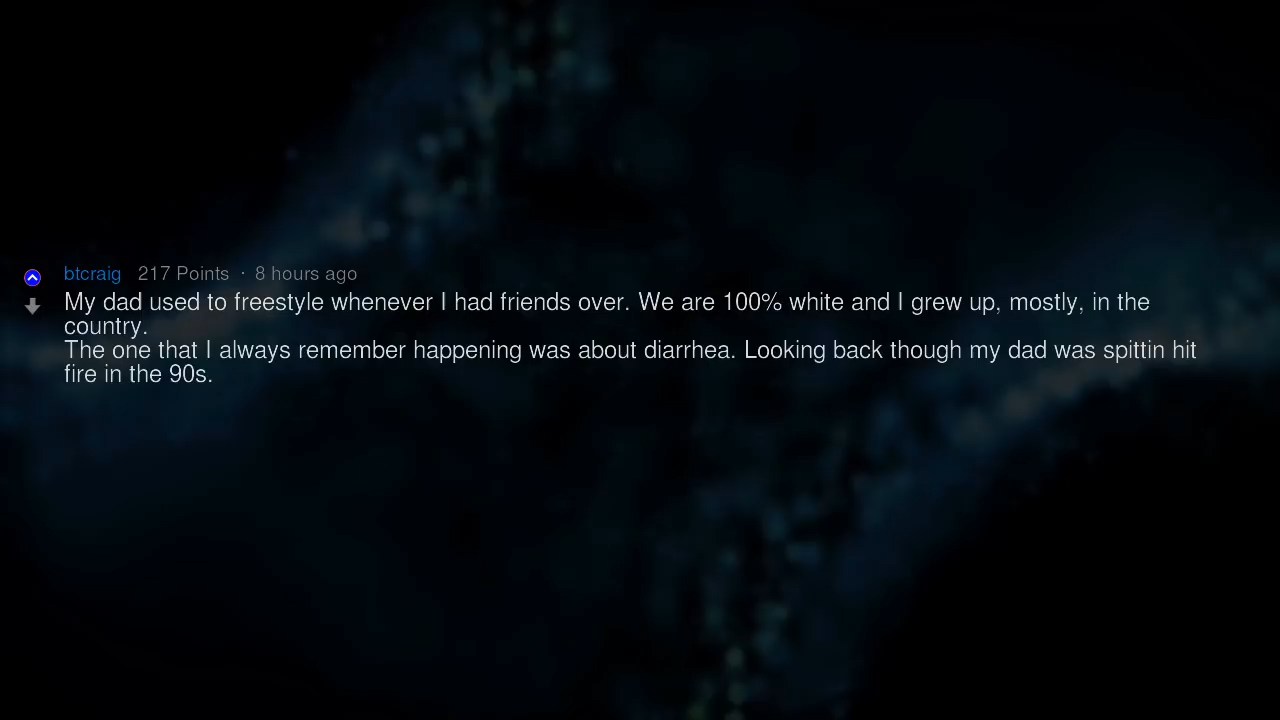 btcraig 217 Points · 8 hours ago
My dad used to freestyle whenever I had friends over. We are 100% white and I grew up, mostly, in the
country.
The one that I always remember happening was about diarrhea. Looking back though my dad was spittin hit
fire in the 90s.